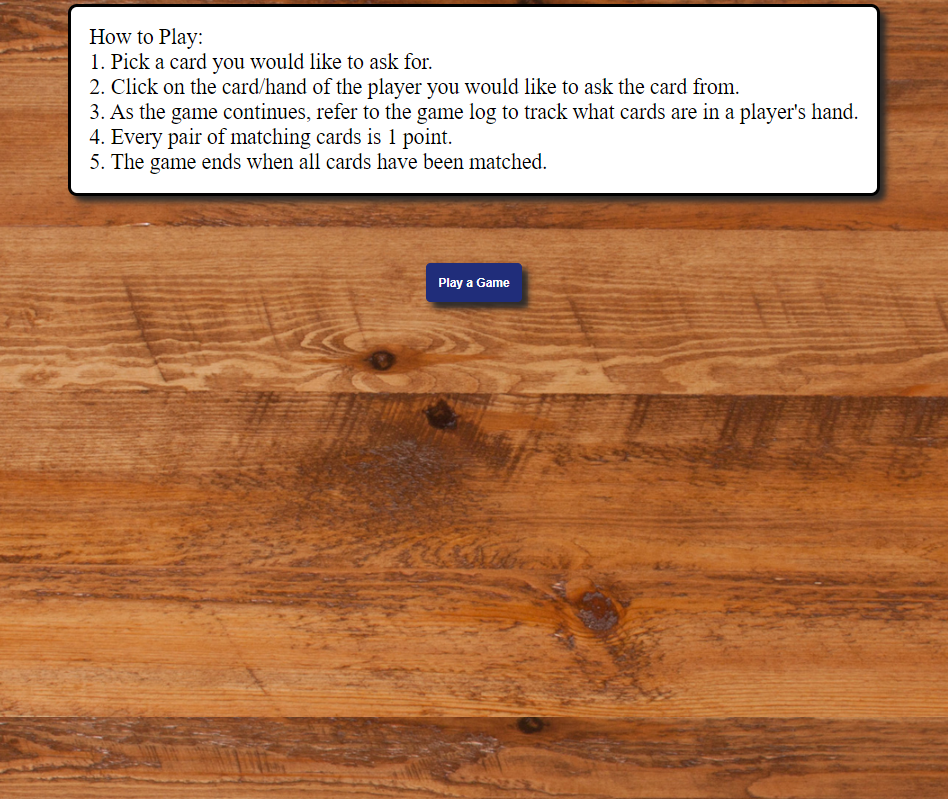 How to Play:
1. Pick a card you would like to ask for.
2. Click on the card/hand of the player you would like to ask the card from.
3. As the game continues, refer to the game log to track what cards are in a player's hand.
4. Every pair of matching cards is 1 point.
5. The game ends when all cards have been matched.
Play a Game